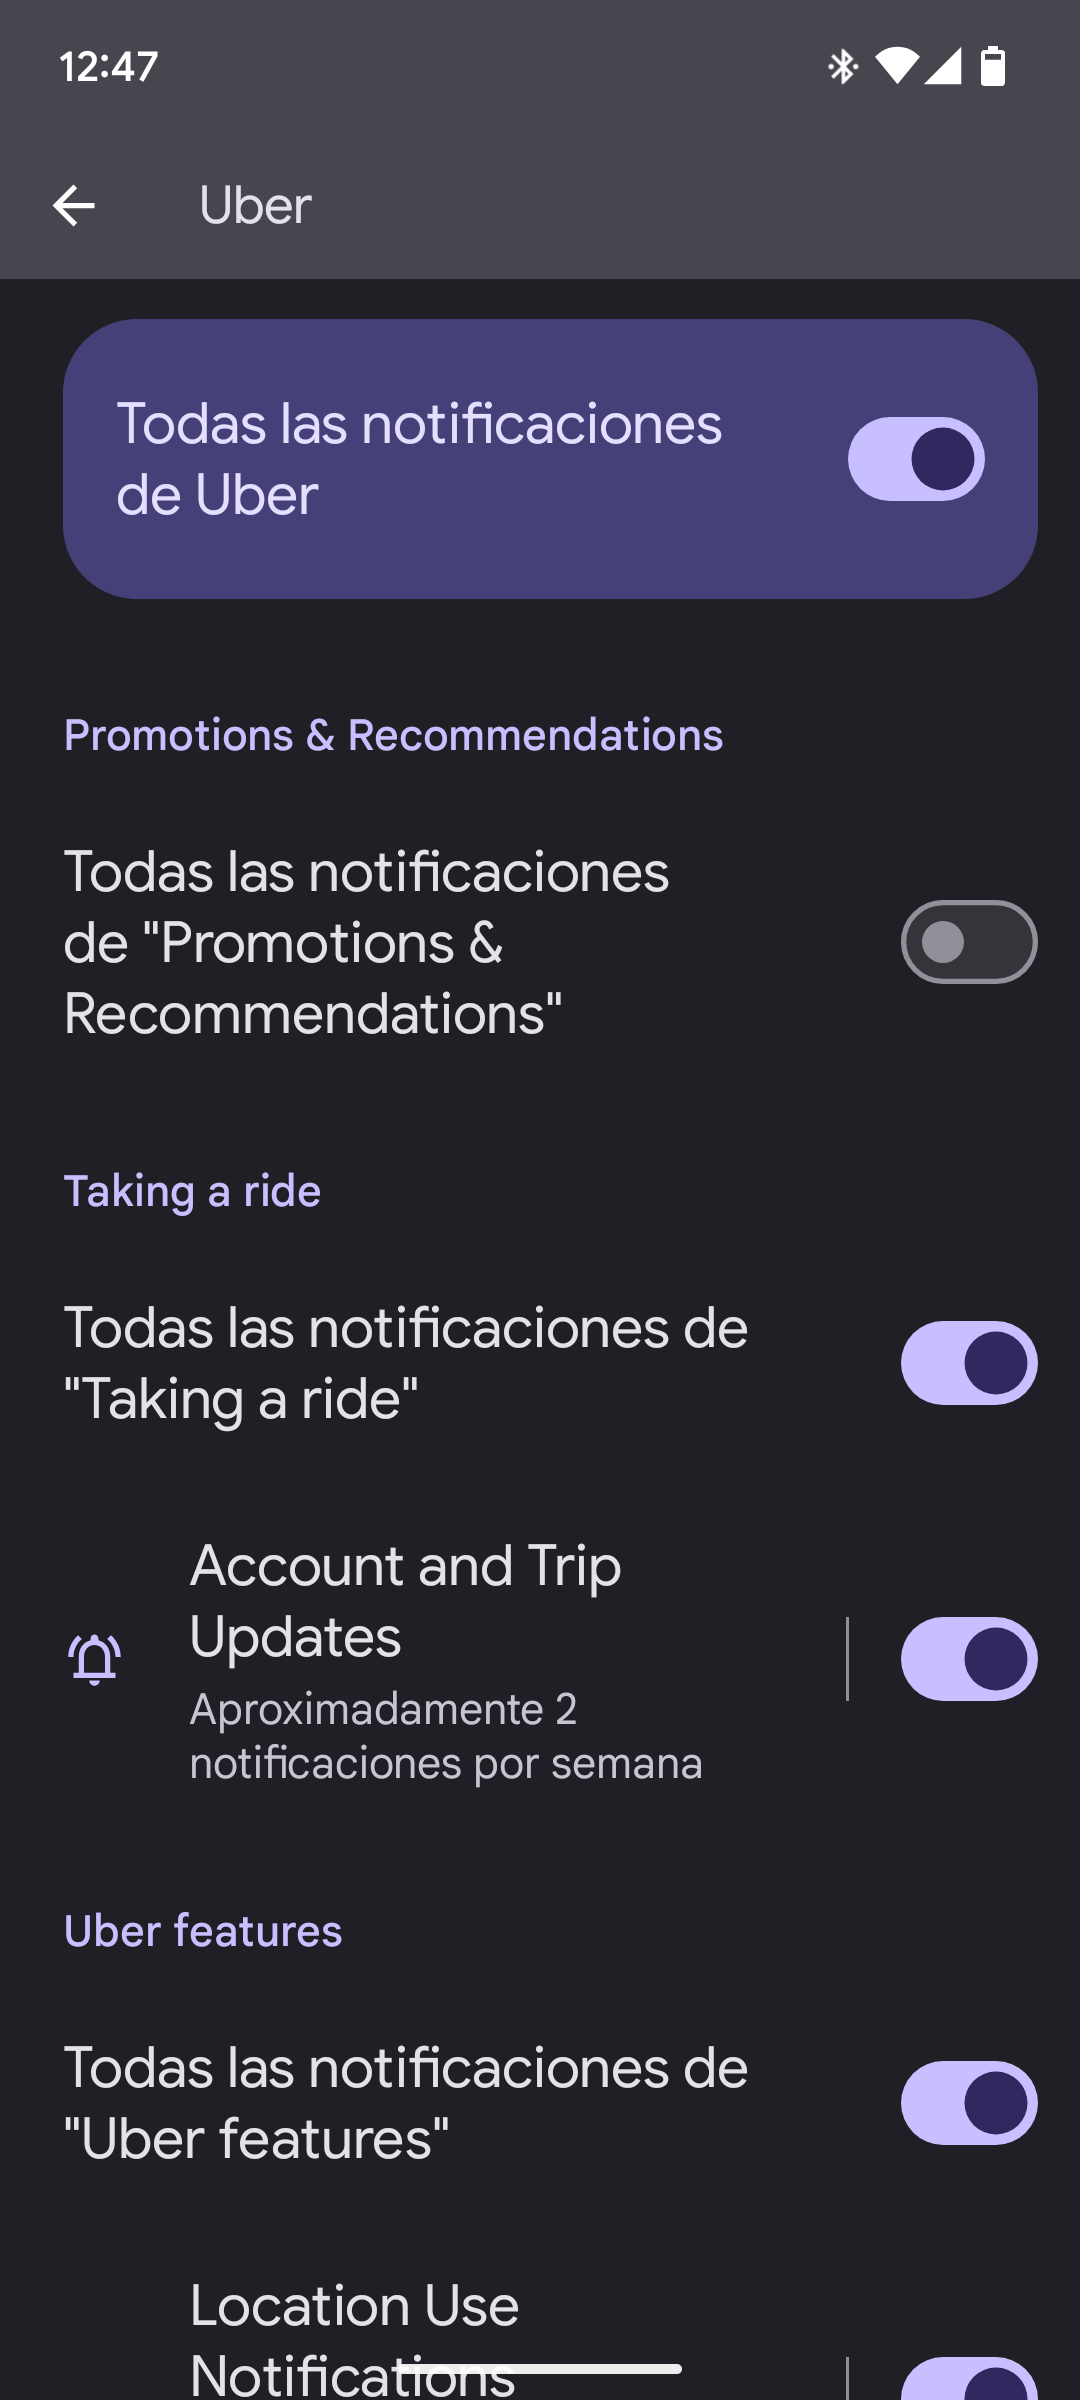 12:47
Uber
Todas las notificaciones
de Uber
Promotions & Recommendations
Todas las notificaciones
de "Promotions &
Recommendations"
Taking a ride
Todas las notificaciones de
"Taking a ride"
Account and Trip
Updates
Aproximadamente 2
notificaciones por semana
Uber features
Todas las notificaciones de
"Uber features"
Location Use
Notifications